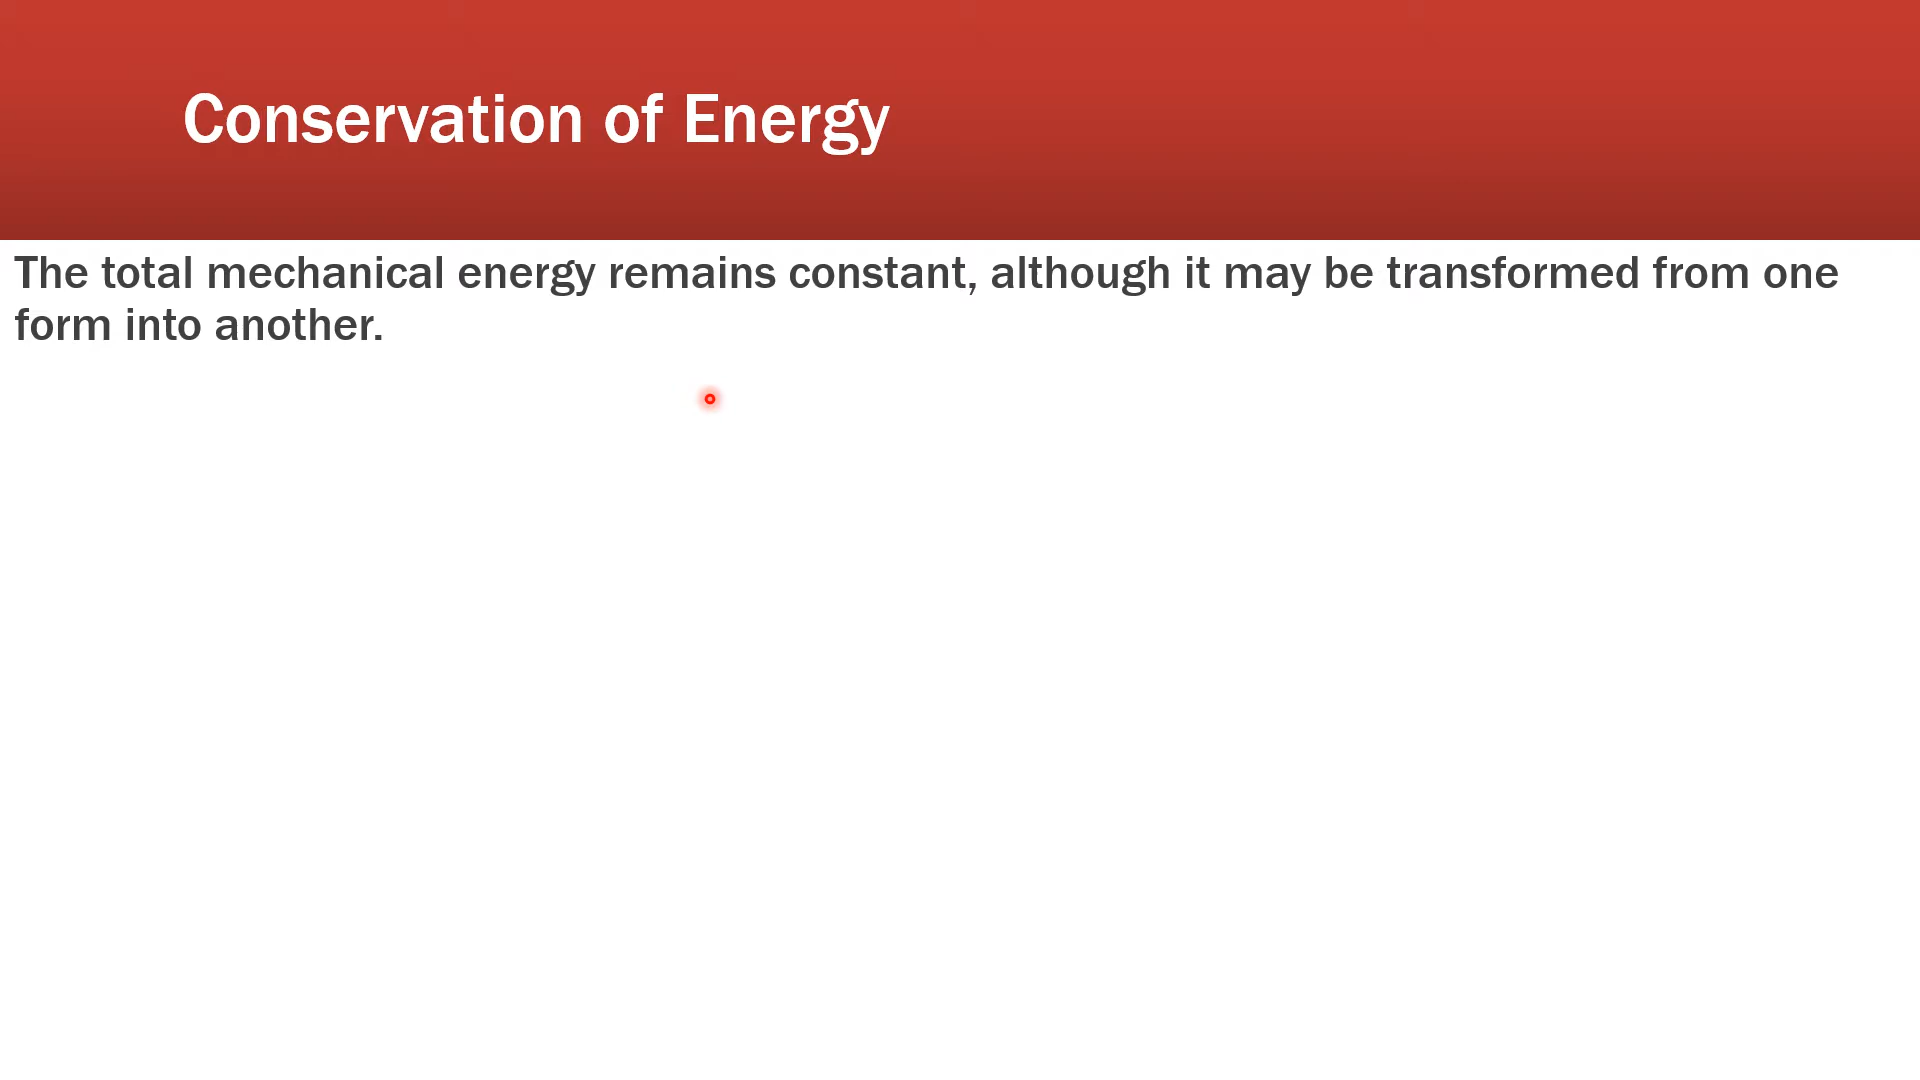 Conservation of Energy
The total mechanical energy remains constant, although it may be transformed from one
form into another.